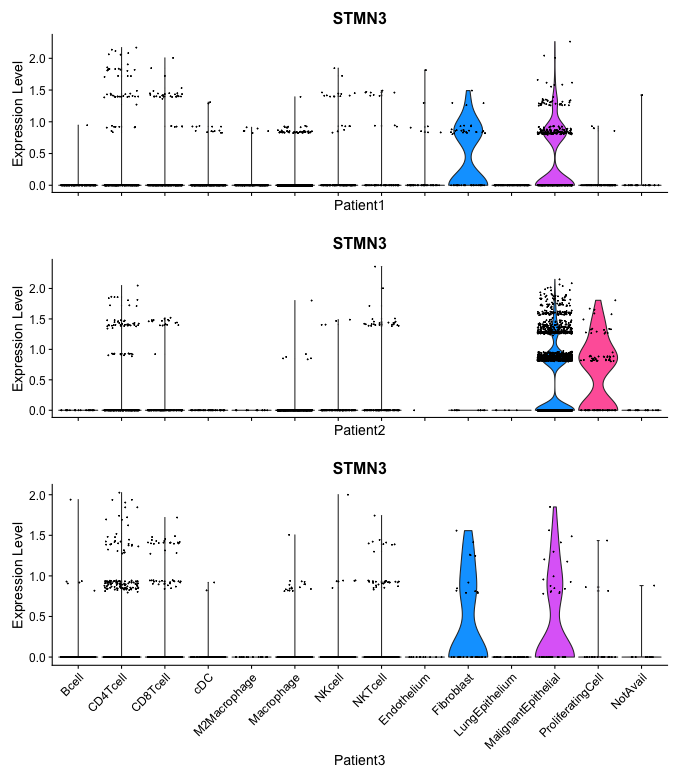 STMN3
Expression Level
2.0
1.5
1.0
0.5
0.0
Patient1
STMN3
Expression Level
2.0
1.5
1.0
0.5
0.0
Patient2
STMN3
Expression Level
2.0
1.5
1.0
0.5
0.0
Bcell
CD4Tcell
CD8Tcell
cDC
M2Macrophage
Macrophage
NKcell
NKTcell
Endothelium
Fibroblast
LungEpithelium
MalignantEpithelial
ProliferatingCell
NotAvail
Patient3